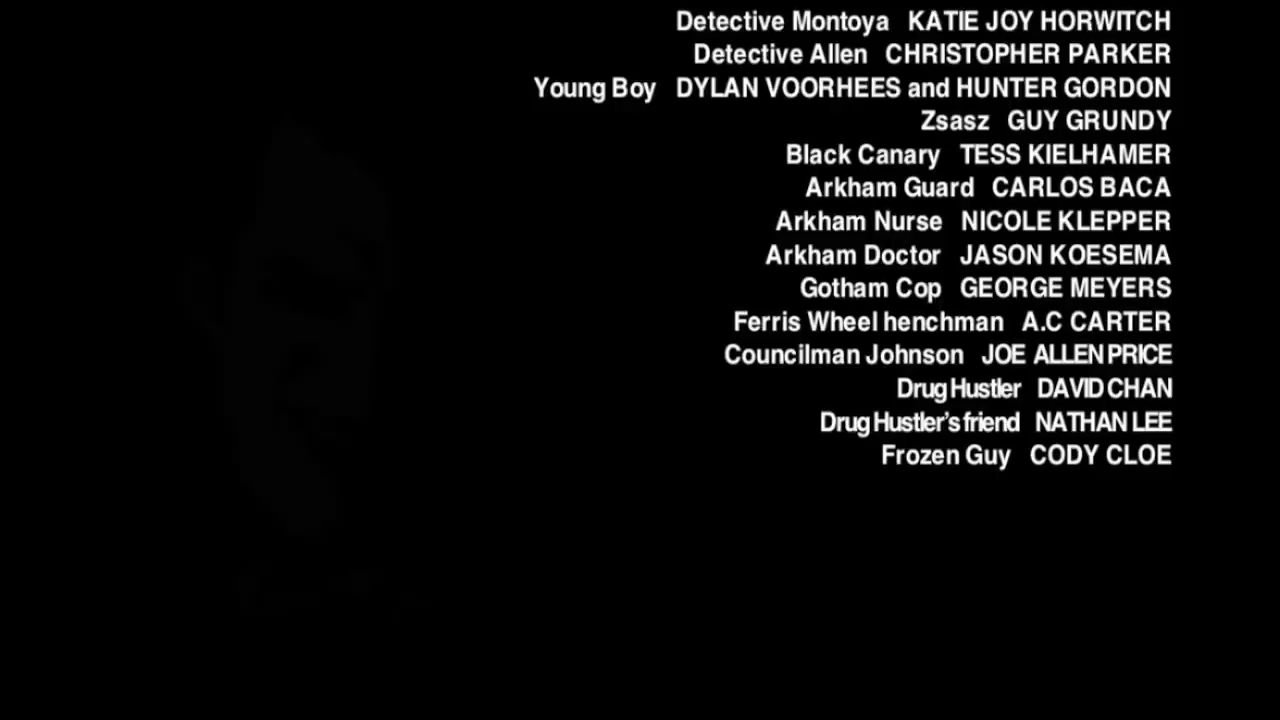 Detective Montoya KATIE JOY HORWITCH
Detective Allen CHRISTOPHER PARKER
Young Boy DYLAN VOORHEES and HUNTER GORDON
Zsasz GUY GRUNDY
Black Canary TESS KIELHAMER
Arkham Guard CARLOS BACA
Arkham Nurse NICOLE KLEPPER
Arkham Doctor JASON KOESEMA
Gotham Cop GEORGE MEYERS
Ferris Wheel henchman A.C CARTER
Councilman Johnson JOE ALLEN PRICE
Drug Hustler DAVID CHAN
Drug Hustler's friend NATHAN LEE
Frozen Guy CODY CLOE